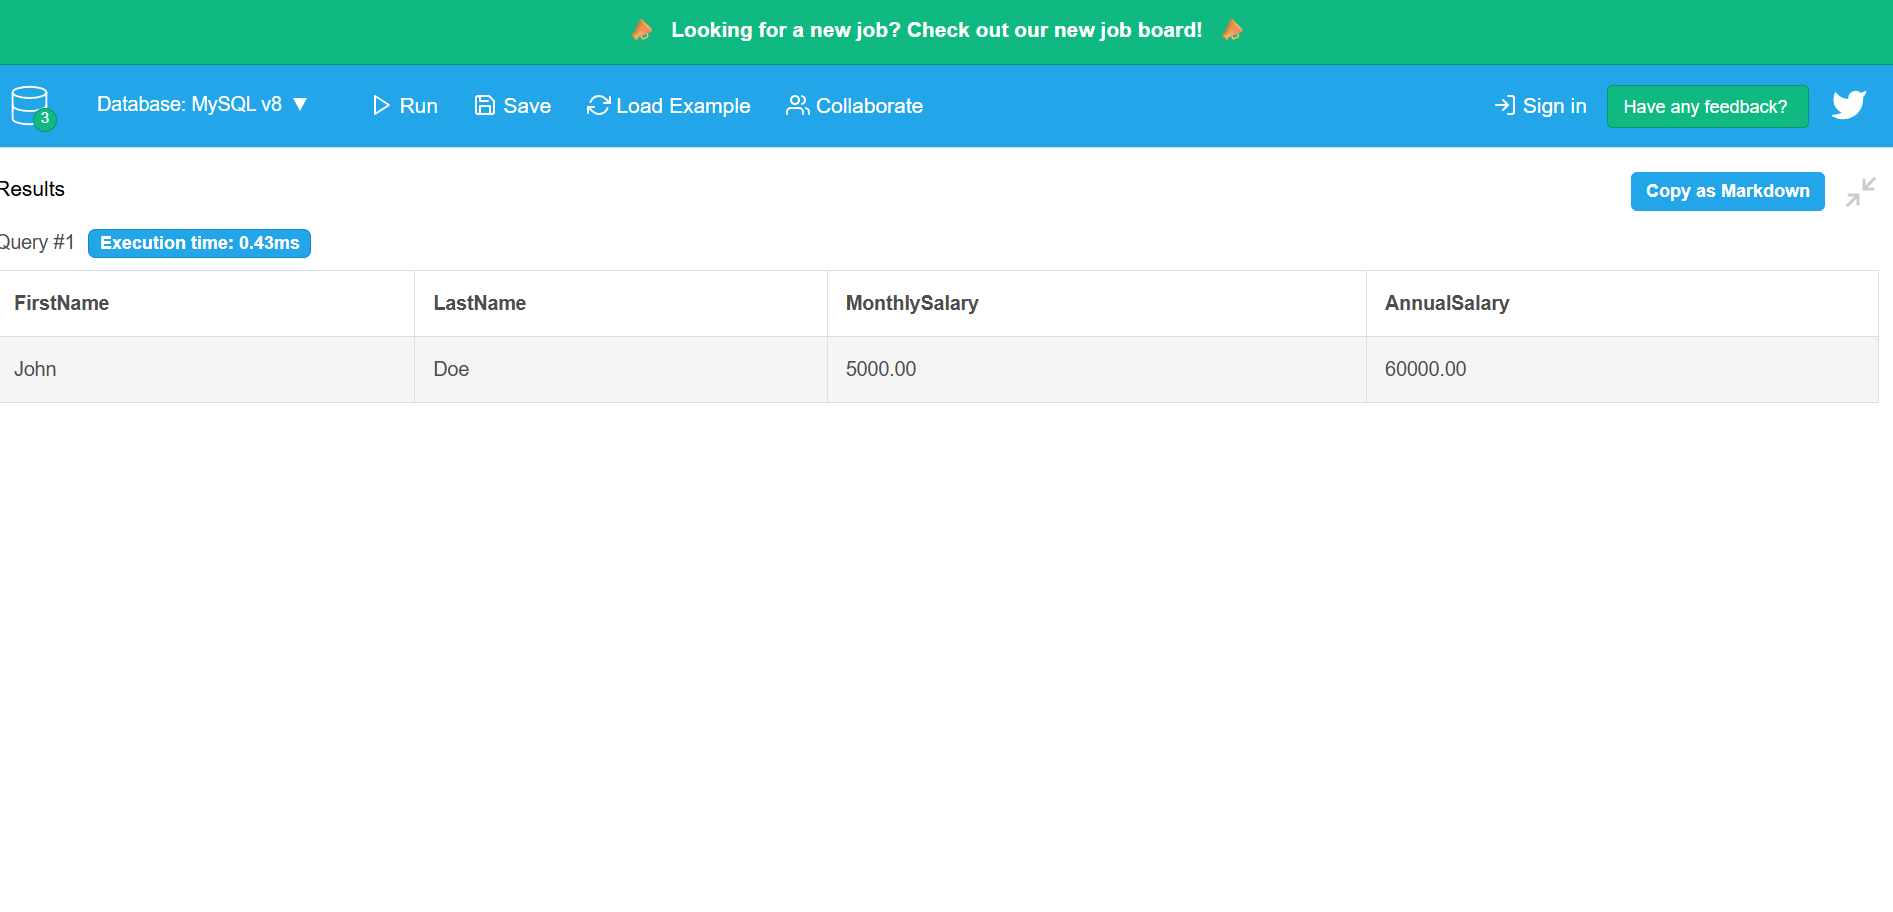 Looking for a new job? Check out our new job board!
3
Database: MySQL v8 ▼
Run
Save
Load Example
Collaborate
Sign in
Have any feedback?
Results
Copy as Markdown
Query #1
Execution time: 0.43ms
FirstName LastName MonthlySalary AnnualSalary
John Doe 5000.00 60000.00